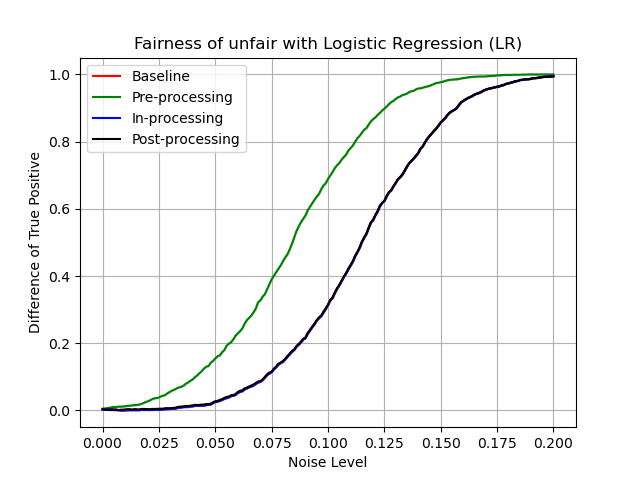 Fairness of unfair with Logistic Regression (LR)
Baseline
Pre-processing
In-processing
Post-processing
Difference of True Positive
1.0
0.8
0.6
0.4
0.2
0.0
0.000 0.025 0.050 0.075 0.100 0.125 0.150 0.175 0.200
Noise Level